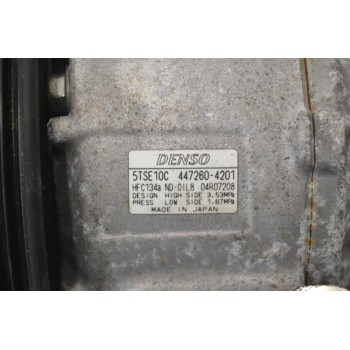 DENSO
5TSE10C 447260-4201
HFC134a ND-OIL8 04R07208
DESIGN HIGH SIDE 3.53MPa
PRESS LOW SIDE 1.67MPa
MADE IN JAPAN